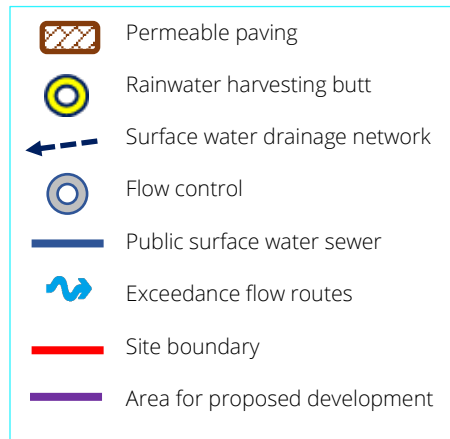 Permeable paving
Rainwater harvesting butt
Surface water drainage network
Flow control
Public surface water sewer
Exceedance flow routes
Site boundary
Area for proposed development